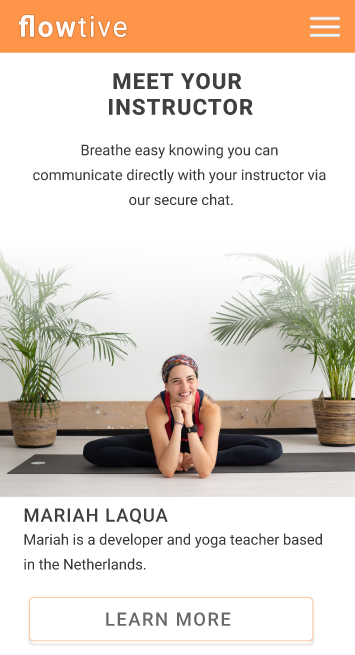 flowtive
MEET YOUR
INSTRUCTOR
Breathe easy knowing you can
communicate directly with your instructor via
our secure chat.
MARIAH LAQUA
Mariah is a developer and yoga teacher based
in the Netherlands.
LEARN MORE